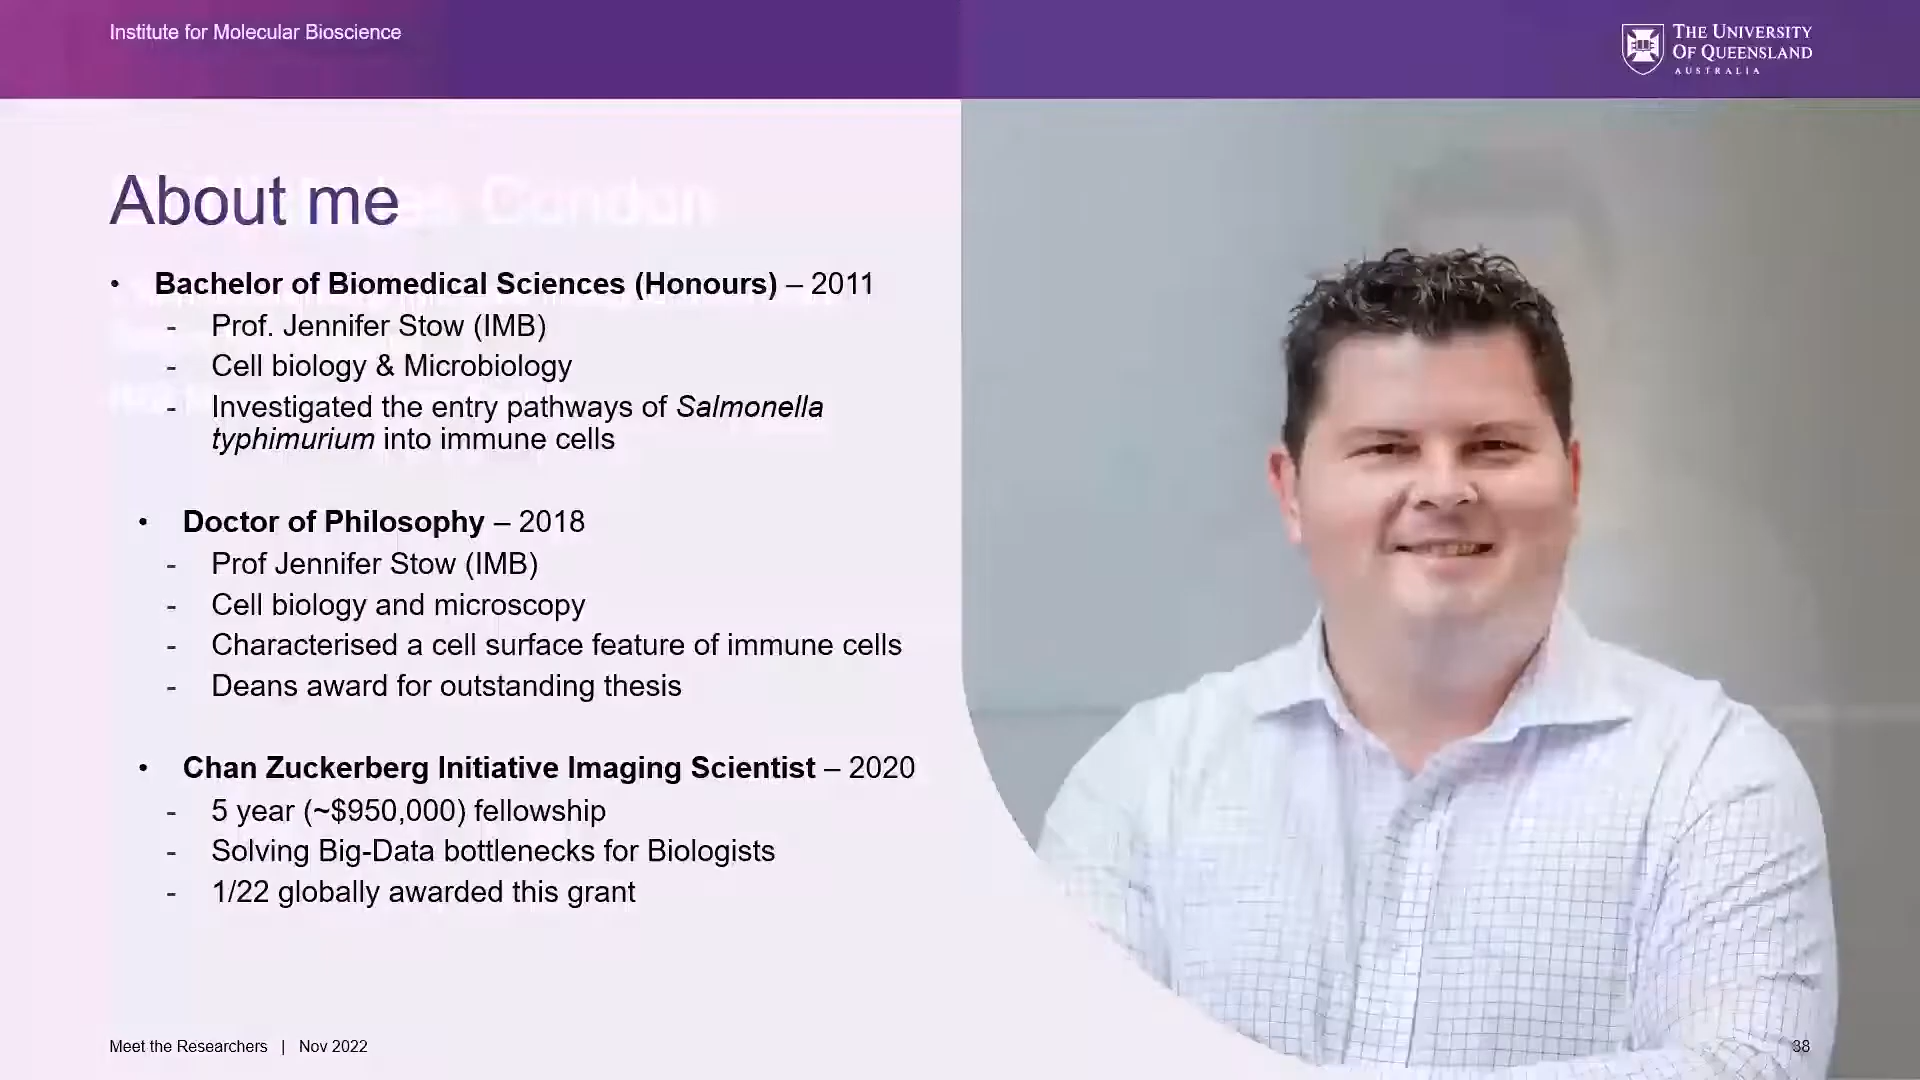 Institute for Molecular Bioscience
THE UNIVERSITY
OF QUEENSLAND
AUSTRALIA
About me
Condon
• Bachelor of Biomedical Sciences (Honours) – 2011
- Prof. Jennifer Stow (IMB)
- Cell biology & Microbiology
- Investigated the entry pathways of Salmonella
typhimurium into immune cells
• Doctor of Philosophy – 2018
- Prof Jennifer Stow (IMB)
- Cell biology and microscopy
- Characterised a cell surface feature of immune cells
- Deans award for outstanding thesis
• Chan Zuckerberg Initiative Imaging Scientist – 2020
- 5 year (~$950,000) fellowship
- Solving Big-Data bottlenecks for Biologists
- 1/22 globally awarded this grant
Meet the Researchers | Nov 2022
38